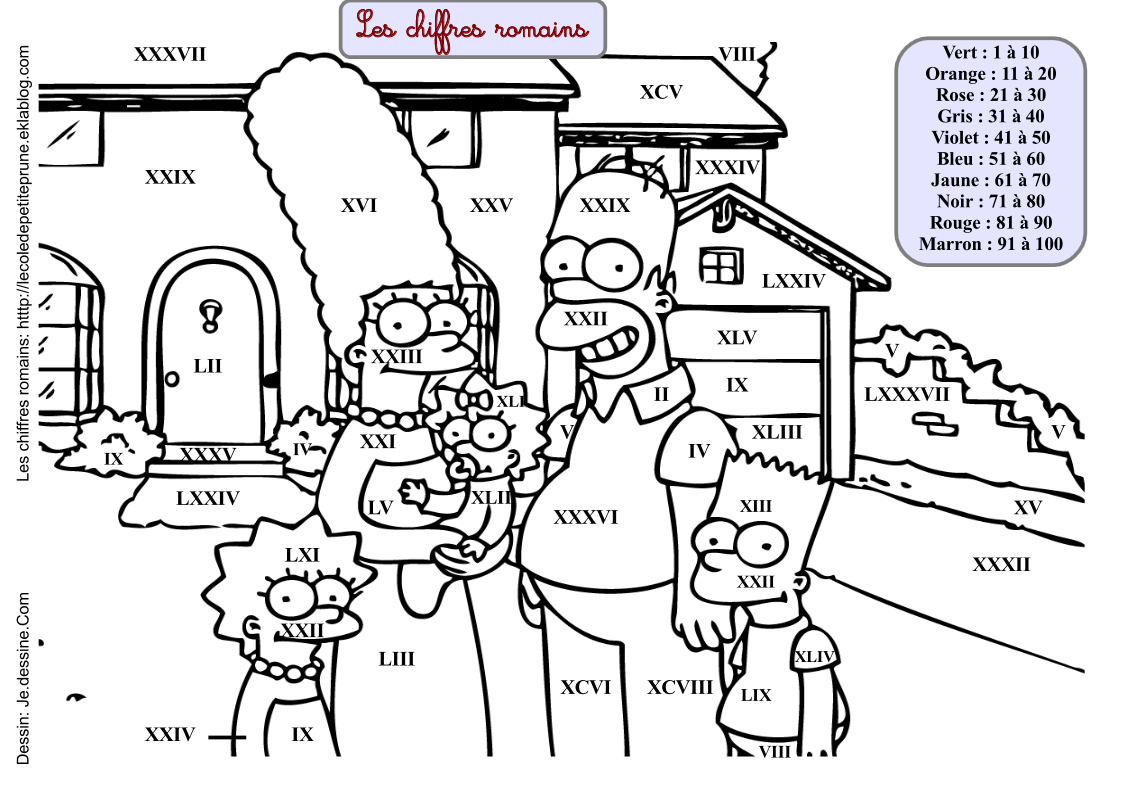 Les chiffres romains
Vert : 1 à 10
Orange : 11 à 20
Rose : 21 à 30
Gris : 31 à 40
Violet : 41 à 50
Bleu : 51 à 60
Jaune : 61 à 70
Noir : 71 à 80
Rouge : 81 à 90
Marron : 91 à 100
Les chiffres romains: htttp://lecoledepetiteprune.eklablog.com
Dessin: Je.dessine.Com
XXXVII
VIII
XCV
XXXIV
XXIX
XVI
XXV
XXIX
LXXIV
XXII
XLV
V
XXIII
LII
IX
II
LXXXVII
XLI
XXI
V
XLIII
V
IX
XXXV
IV
IV
LXXIV
LV
XLII
XXXVI
XIII
XV
LXI
XXXII
XXII
XXII
LIII
XLIV
XCVI
XCVIII
LIX
XXIV
IX
VIII